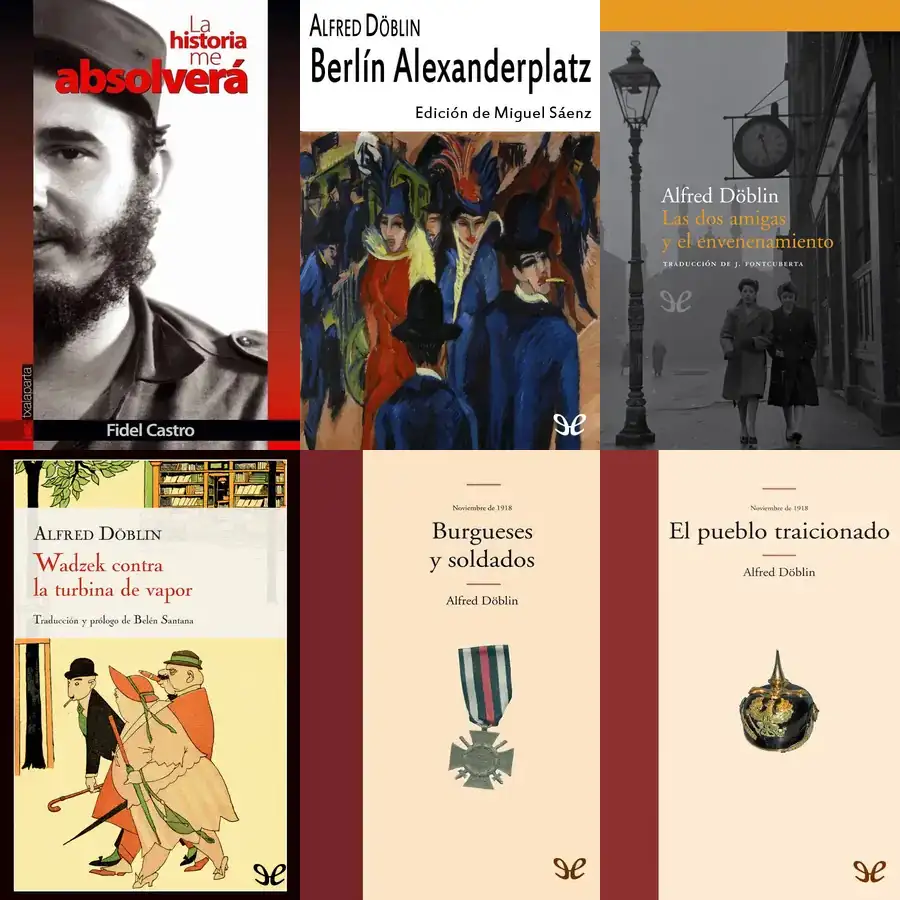 La
historia
me
absolverá
txalaparta
Fidel Castro
ALFRED DÖBLIN
Berlín Alexanderplatz
Edición de Miguel Sáenz
Alfred Döblin
Las dos amigas
y el envenenamiento
TRADUCCIÓN DE J. FONTCUBERTA
ALFRED DÖBLIN
Wadzek contra
la turbina de vapor
Traducción y prólogo de Belén Santana
Noviembre de 1918
Burgueses
y soldados
Alfred Döblin
Noviembre de 1918
El pueblo traicionado
Alfred Döblin